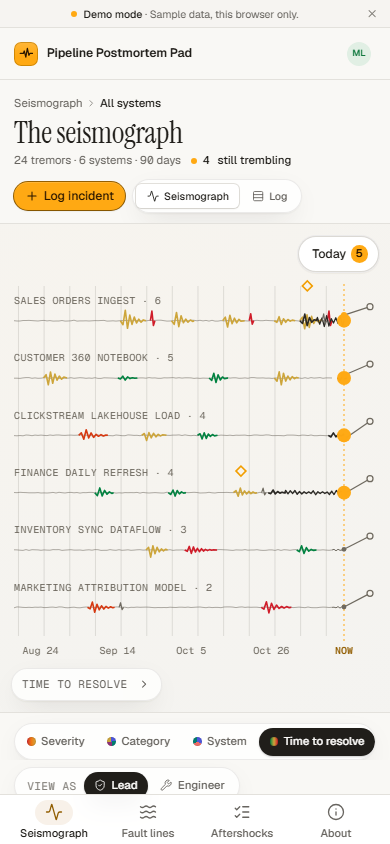 Demo mode · Sample data, this browser only.
Pipeline Postmortem Pad
ML
Seismograph > All systems
The seismograph
24 tremors · 6 systems · 90 days 4 still trembling
+ Log incident Seismograph Log
Today 5
SALES ORDERS INGEST · 6
CUSTOMER 360 NOTEBOOK · 5
CLICKSTREAM LAKEHOUSE LOAD · 4
FINANCE DAILY REFRESH · 4
INVENTORY SYNC DATAFLOW · 3
MARKETING ATTRIBUTION MODEL · 2
Aug 24 Sep 14 Oct 5 Oct 26 NOW
TIME TO RESOLVE >
Severity Category System Time to resolve
VIEW AS Lead Engineer
Seismograph Fault lines Aftershocks About